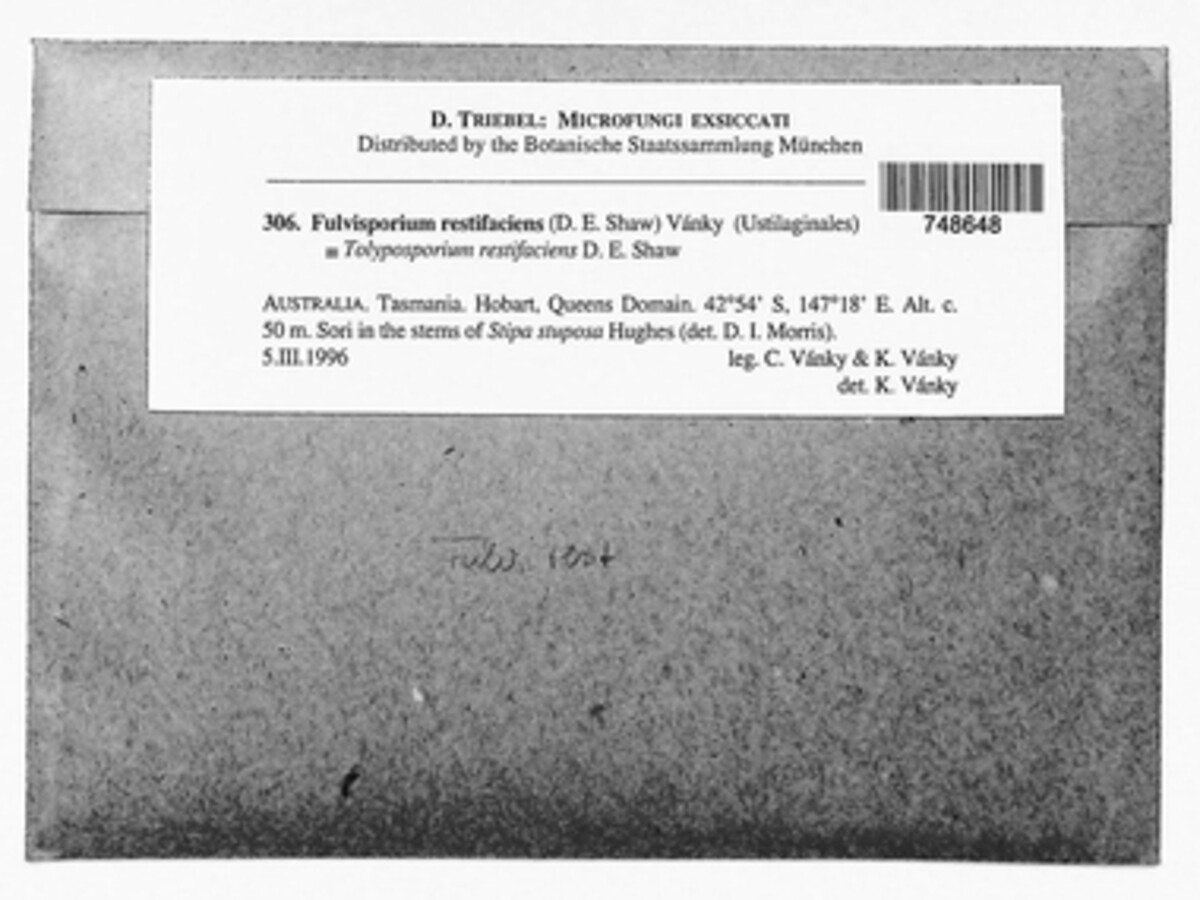 D. TRIEBEL: MICROFUNGI EXSICCATI
Distributed by the Botanische Staatssammlung München
748648
306. Fulvisporium restifaciens (D. E. Shaw) Vánky (Ustilaginales)
≡ Tolyposporium restifaciens D. E. Shaw
AUSTRALIA. Tasmania. Hobart, Queens Domain. 42°54' S, 147°18' E. Alt. c.
50 m. Sori in the stems of Stipa stuposa Hughes (det. D. I. Morris).
5.III.1996 leg. C. Vánky & K. Vánky
det. K. Vánky
Fulv. rest